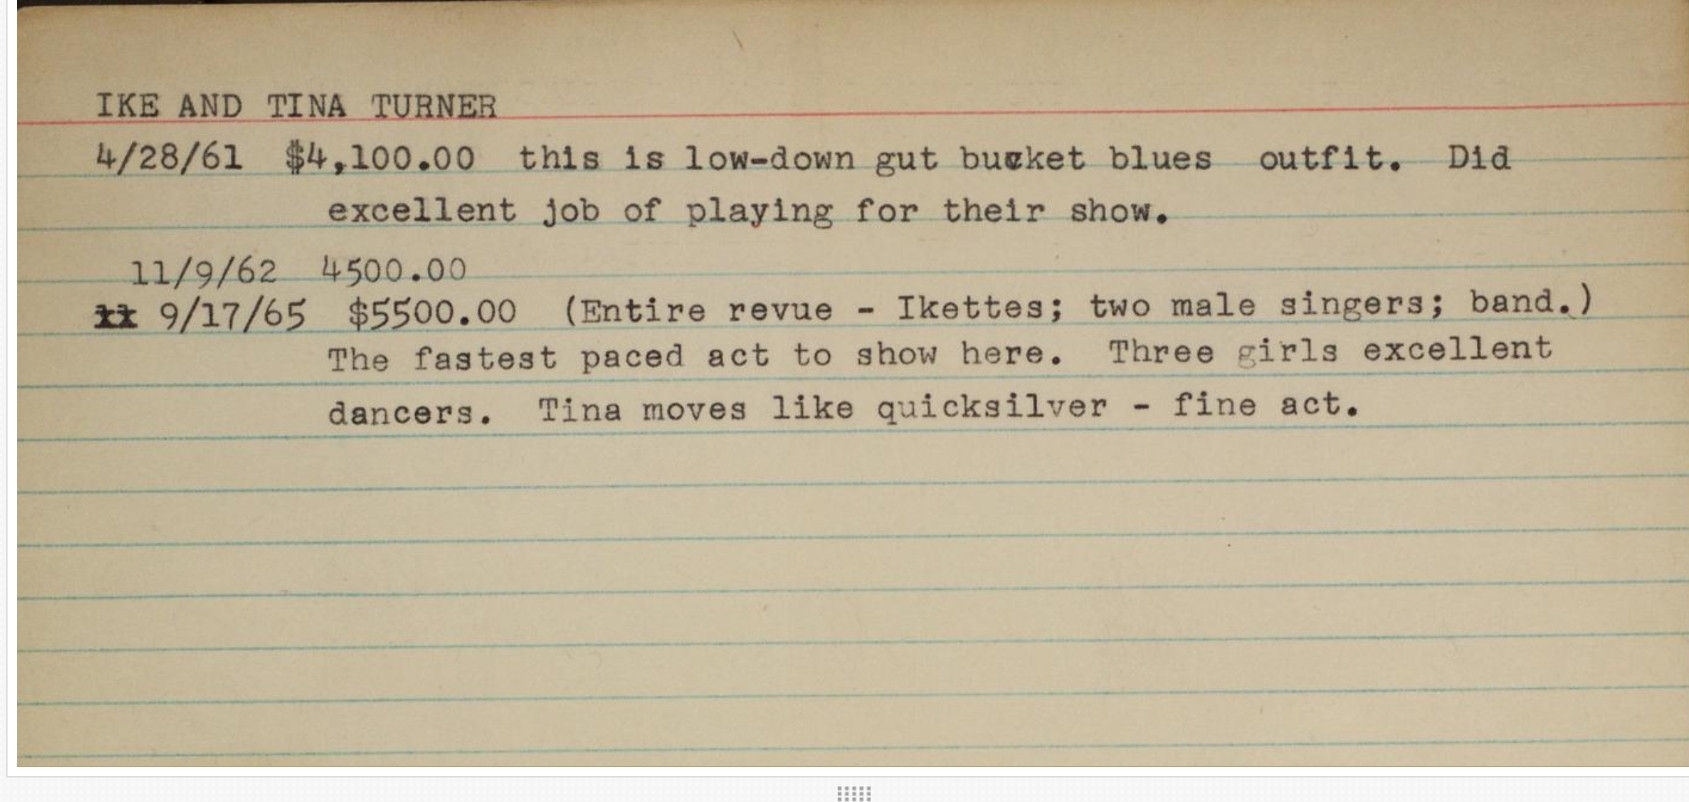 IKE AND TINA TURNER
4/28/61 $4,100.00 this is low-down gut bucket blues outfit. Did
excellent job of playing for their show.
11/9/62 4500.00
xx 9/17/65 $5500.00 (Entire revue - Ikettes; two male singers; band.)
The fastest paced act to show here. Three girls excellent
dancers. Tina moves like quicksilver - fine act.